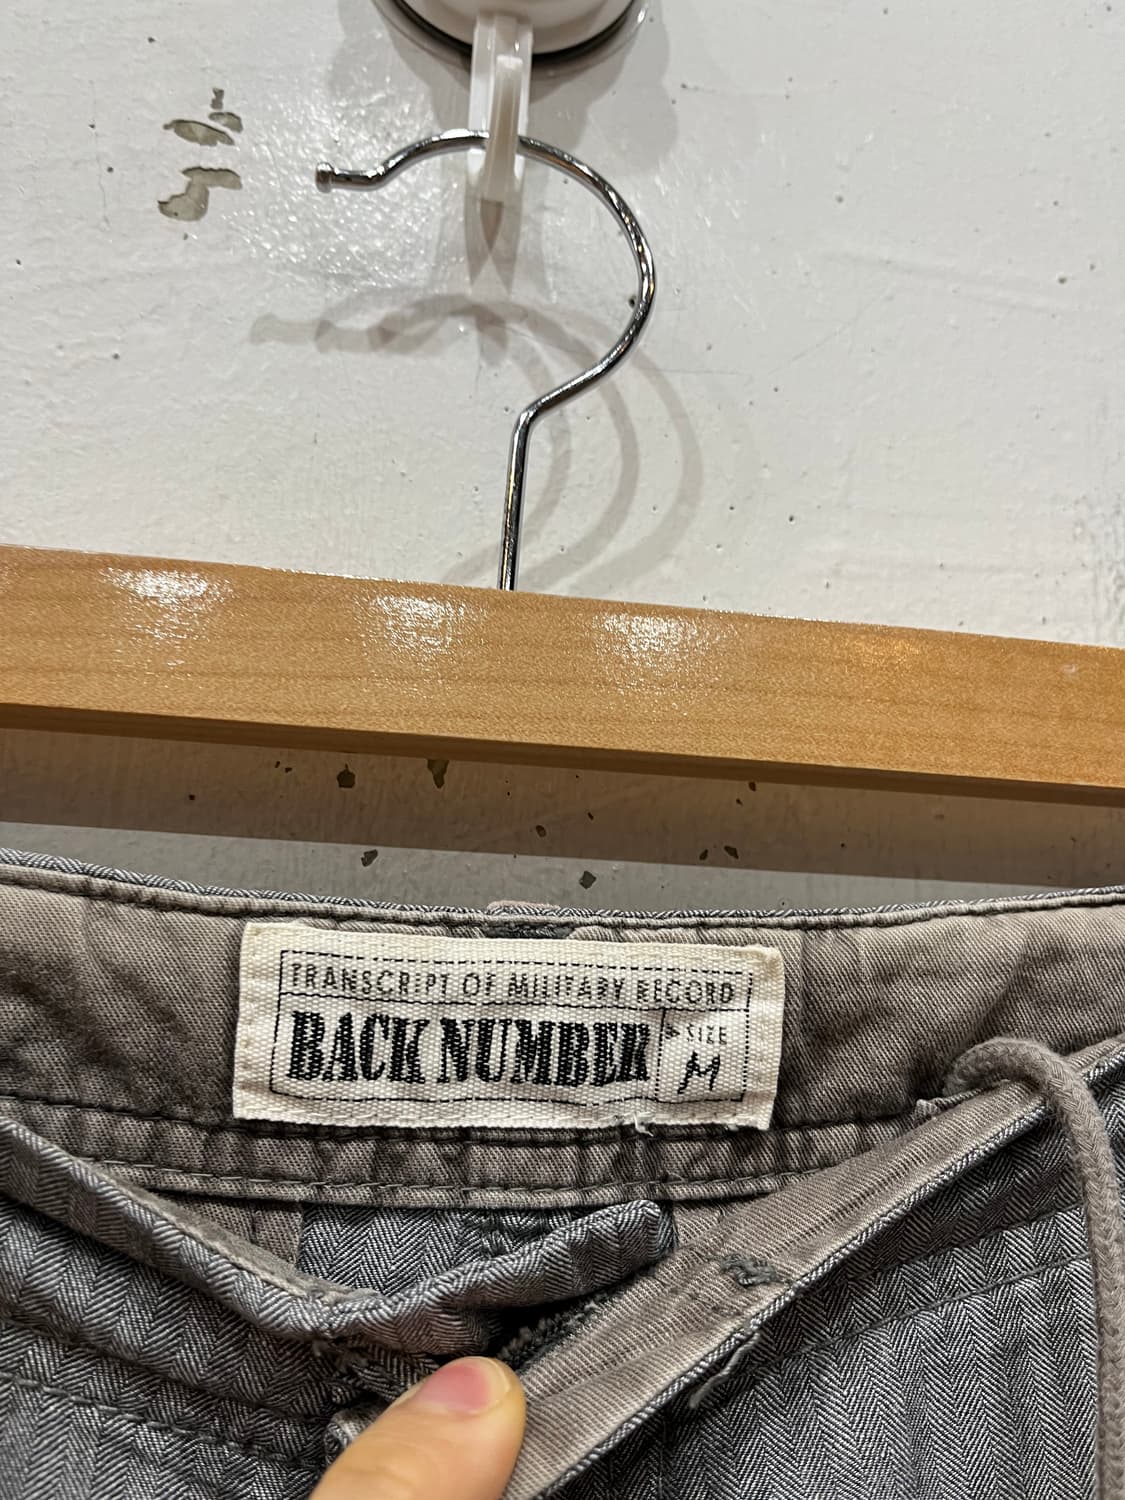 TRANSCRIPT OF MILITARY RECORD
BACK NUMBER
SIZE
M